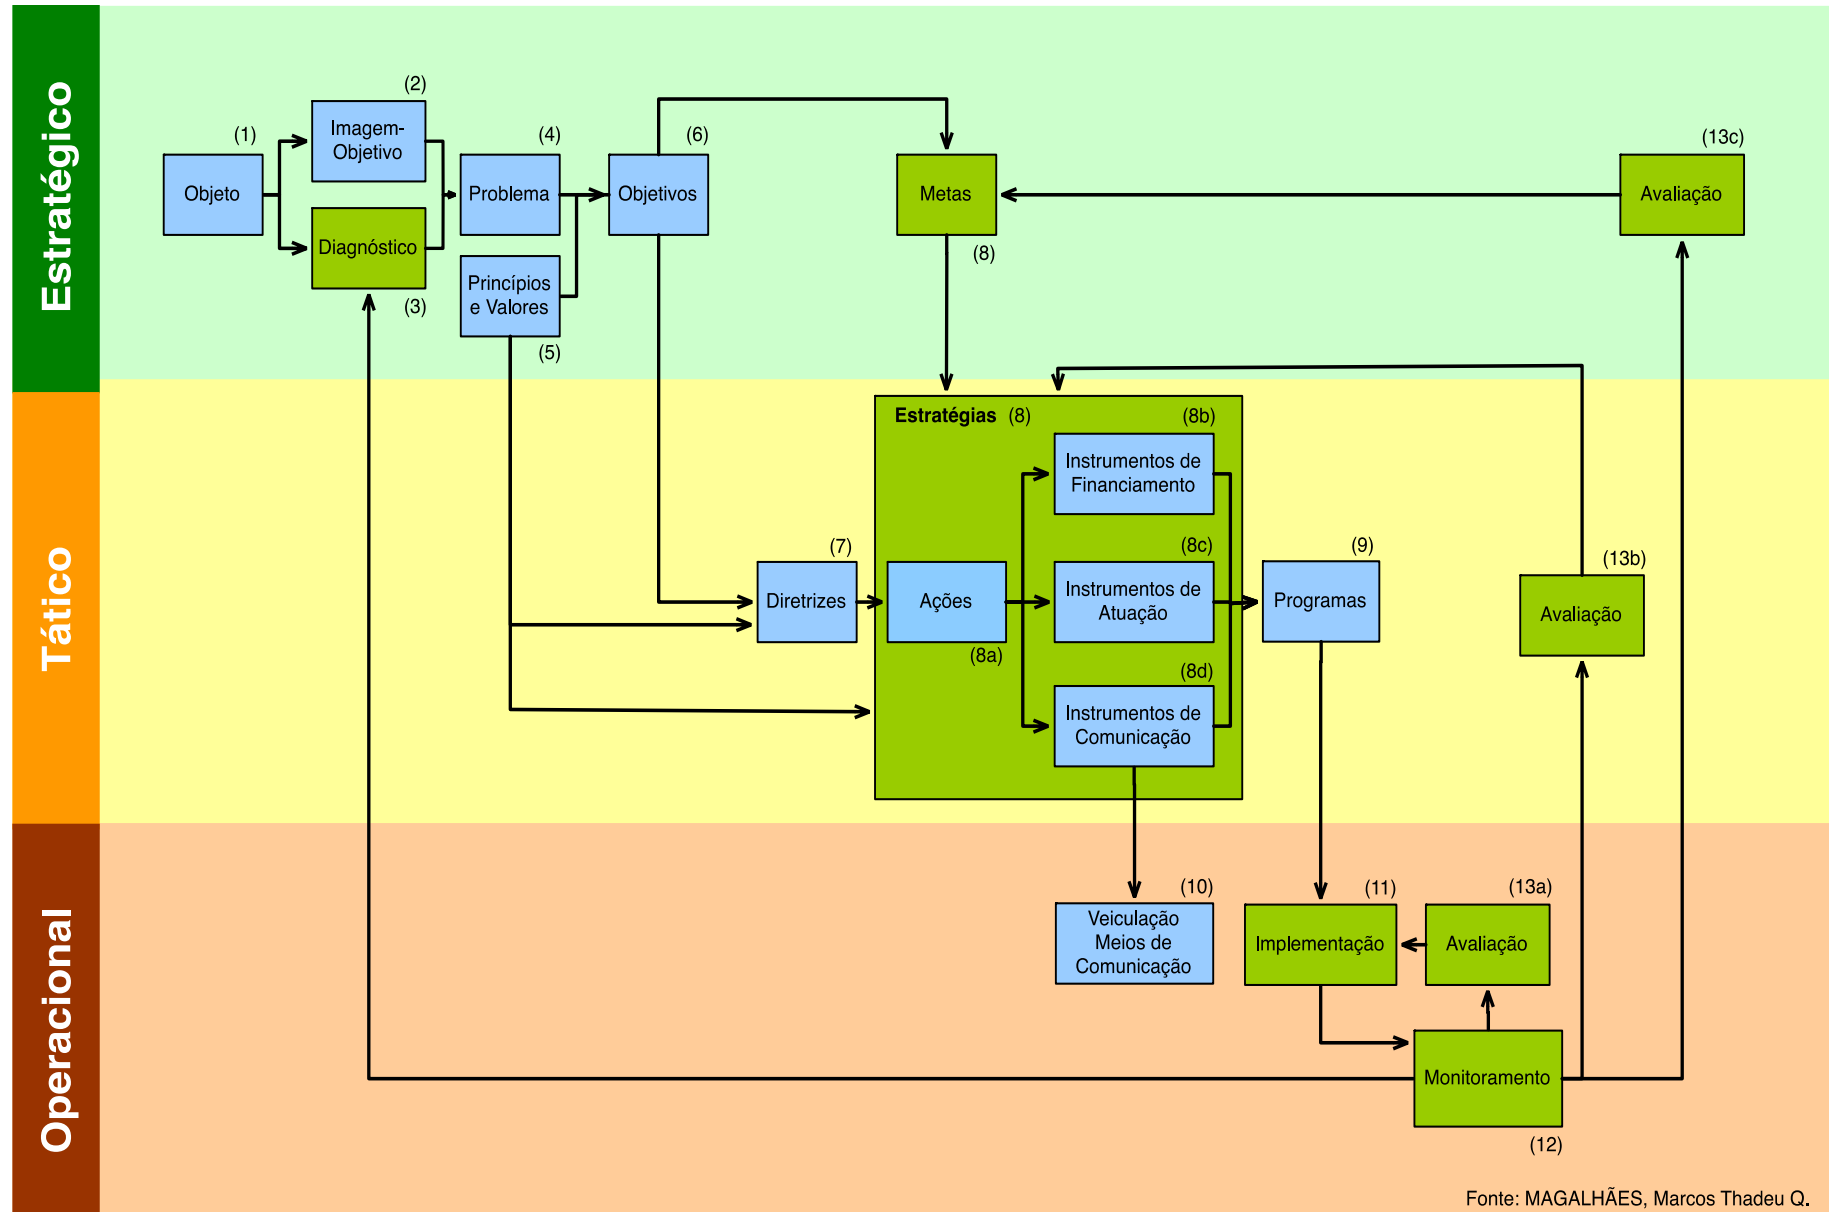 Estratégico
(1)
Objeto
(2)
Imagem-
Objetivo
Diagnóstico
(3)
(4)
Problema
Princípios
e Valores
(5)
(6)
Objetivos
Metas
(8)
(13c)
Avaliação
Tático
(7)
Diretrizes
Estratégias (8)
Ações
(8a)
(8b)
Instrumentos de
Financiamento
(8c)
Instrumentos de
Atuação
(8d)
Instrumentos de
Comunicação
(9)
Programas
(13b)
Avaliação
Operacional
(10)
Veiculação
Meios de
Comunicação
(11)
Implementação
(13a)
Avaliação
Monitoramento
(12)
Fonte: MAGALHÃES, Marcos Thadeu Q.